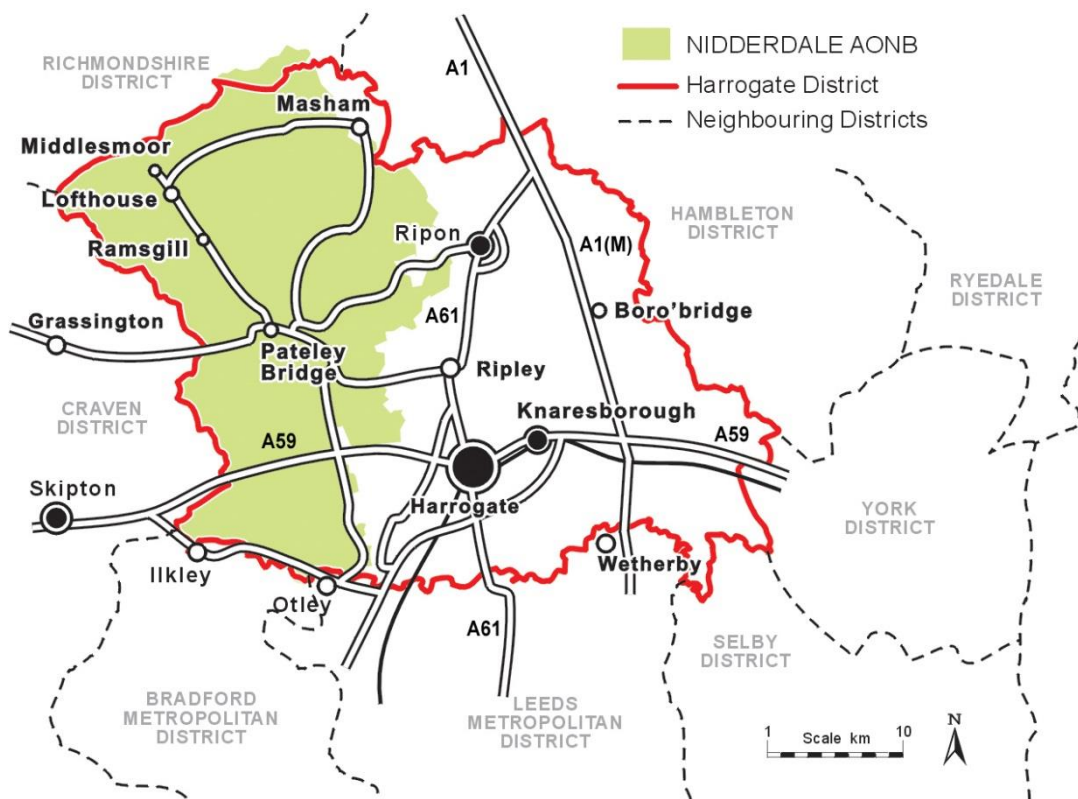 NIDDERDALE AONB
Harrogate District
Neighbouring Districts
RICHMONDSHIRE
DISTRICT
A1
Masham
Middlesmoor
Lofthouse
Ramsgill
Ripon
HAMBLETON
DISTRICT
A1(M)
RYEDALE
DISTRICT
Grassington
A61
Boro'bridge
Pateley
Bridge
Ripley
CRAVEN
DISTRICT
Knaresborough
A59
A59
Skipton
Harrogate
YORK
DISTRICT
Ilkley
Wetherby
Otley
A61
SELBY
DISTRICT
BRADFORD
METROPOLITAN
DISTRICT
LEEDS
METROPOLITAN
DISTRICT
1
Scale km
10
N